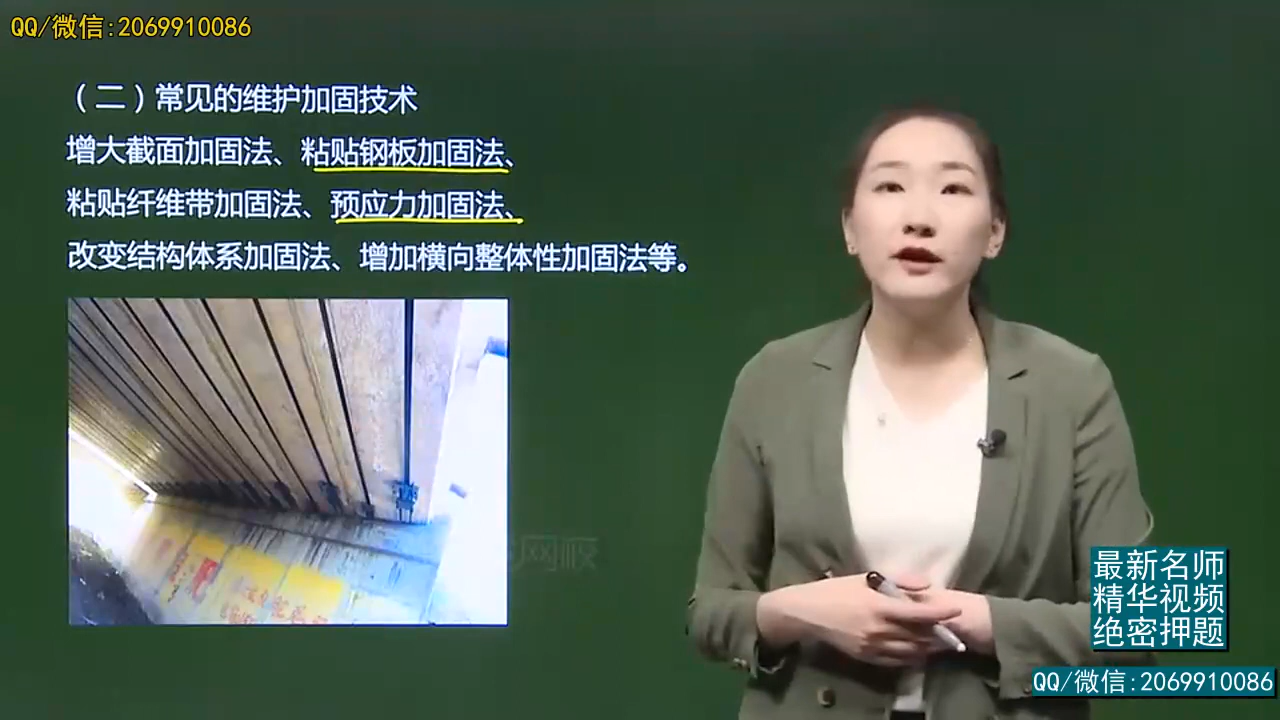 QQ/微信:2069910086
（二）常见的维护加固技术
增大截面加固法、粘贴钢板加固法、
粘贴纤维带加固法、预应力加固法、
改变结构体系加固法、增加横向整体性加固法等。
网校
最新名师
精华视频
绝密押题
QQ/微信:2069910086